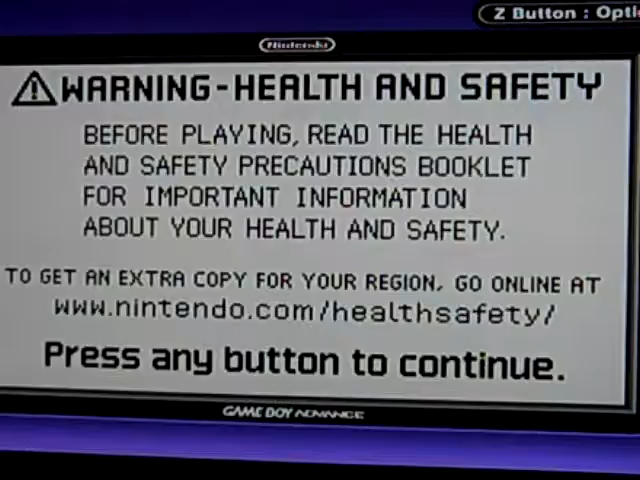 Z Button : Opti
Nintendo
WARNING-HEALTH AND SAFETY
BEFORE PLAYING, READ THE HEALTH
AND SAFETY PRECAUTIONS BOOKLET
FOR IMPORTANT INFORMATION
ABOUT YOUR HEALTH AND SAFETY.
TO GET AN EXTRA COPY FOR YOUR REGION, GO ONLINE AT
www.nintendo.com/healthsafety/
Press any button to continue.
GAME BOY ADVANCE